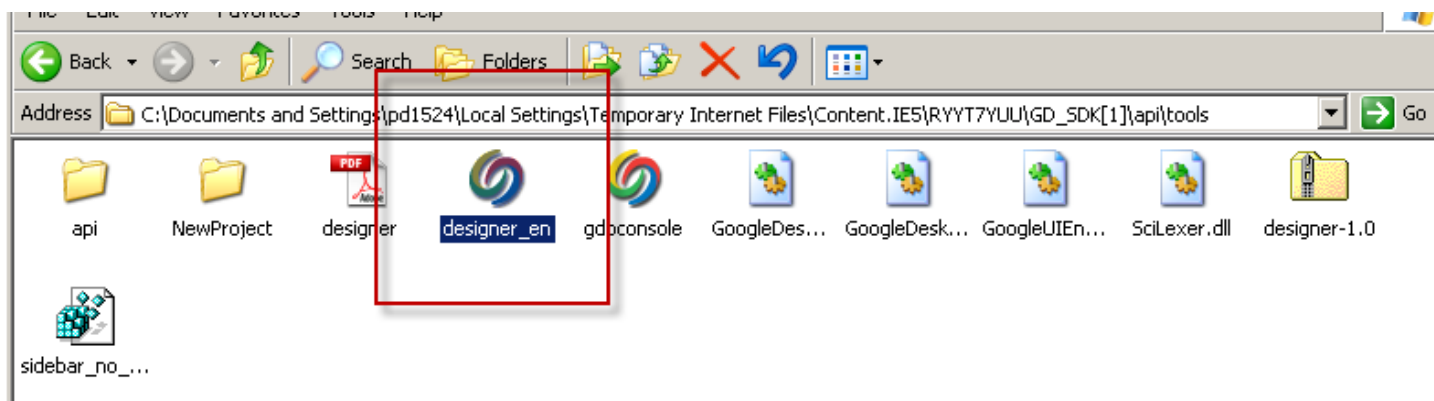 File Edit View Favorites Tools Help
Back Search Folders
Address C:\Documents and Settings\pd1524\Local Settings\Temporary Internet Files\Content.IE5\RYYT7YUU\GD_SDK[1]\api\tools Go
PDF
Adobe
api NewProject designer designer_en gdpconsole GoogleDes... GoogleDesk... GoogleUIEn... SciLexer.dll designer-1.0
sidebar_no_...